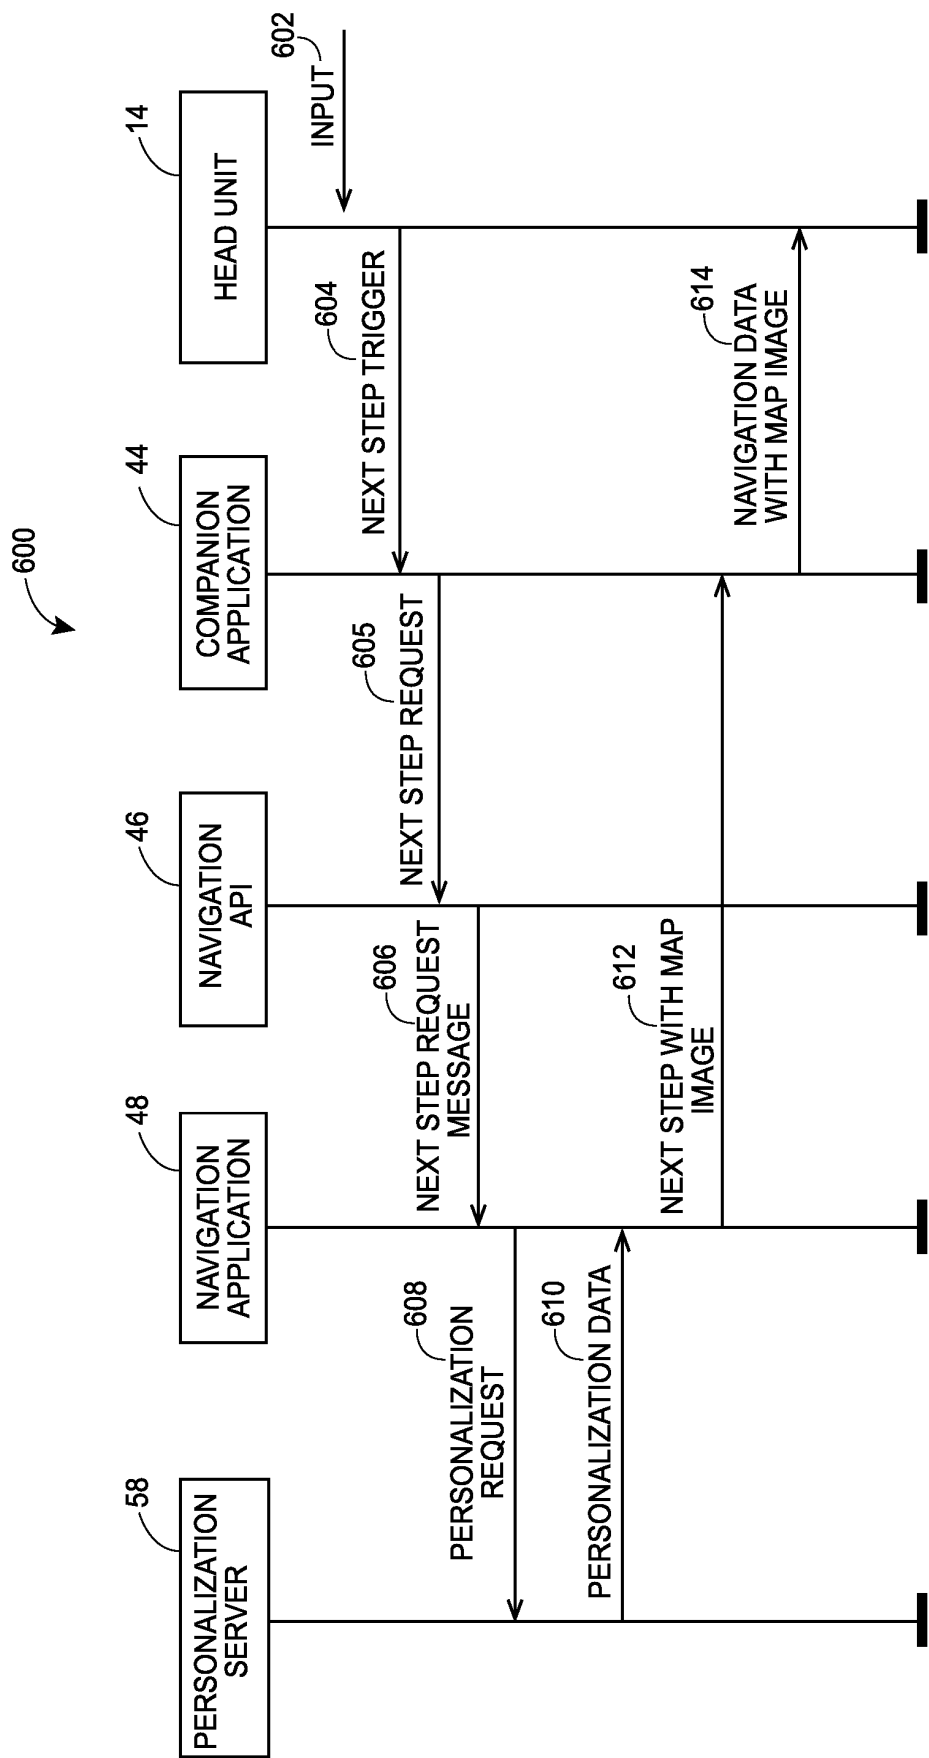 600
58
PERSONALIZATION
SERVER
48
NAVIGATION
APPLICATION
46
NAVIGATION
API
44
COMPANION
APPLICATION
14
HEAD UNIT
602
INPUT
604
NEXT STEP TRIGGER
605
NEXT STEP REQUEST
606
NEXT STEP REQUEST
MESSAGE
608
PERSONALIZATION
REQUEST
610
PERSONALIZATION DATA
612
NEXT STEP WITH MAP
IMAGE
614
NAVIGATION DATA
WITH MAP IMAGE